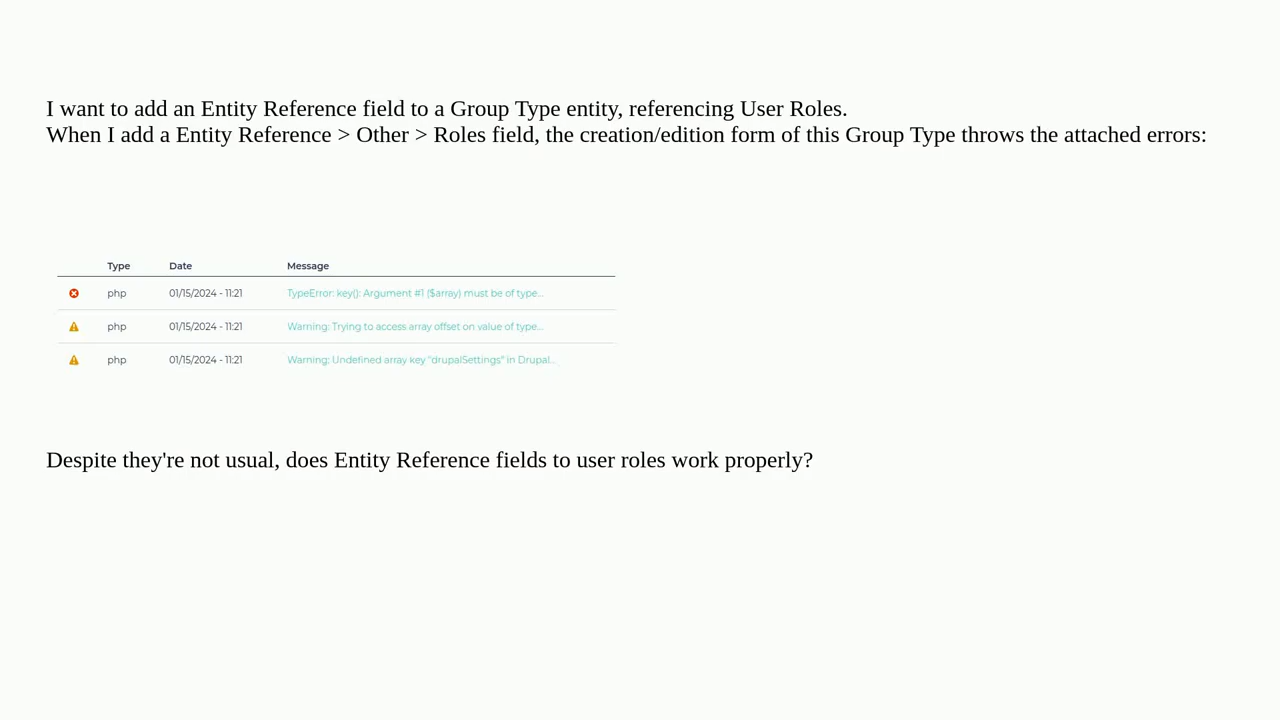 I want to add an Entity Reference field to a Group Type entity, referencing User Roles.
When I add a Entity Reference > Other > Roles field, the creation/edition form of this Group Type throws the attached errors:
Type Date Message
php 01/15/2024 - 11:21 TypeError: key(): Argument #1 ($array) must be of type...
php 01/15/2024 - 11:21 Warning: Trying to access array offset on value of type...
php 01/15/2024 - 11:21 Warning: Undefined array key "drupalSettings" in Drupal...
Despite they're not usual, does Entity Reference fields to user roles work properly?